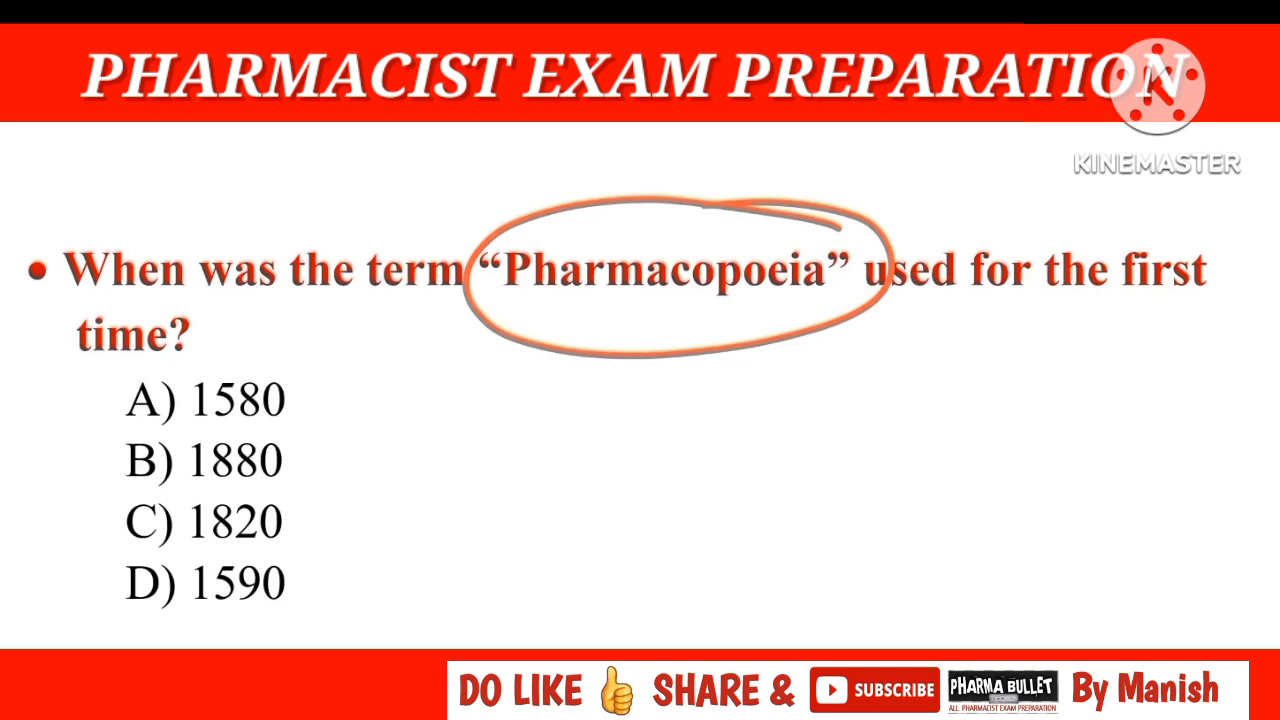 PHARMACIST EXAM PREPARATION
KINEMASTER
• When was the term “Pharmacopoeia” used for the first
time?
A) 1580
B) 1880
C) 1820
D) 1590
DO LIKE SHARE & SUBSCRIBE PHARMA BULLET By Manish
ALL PHARMACIST EXAM PREPARATION